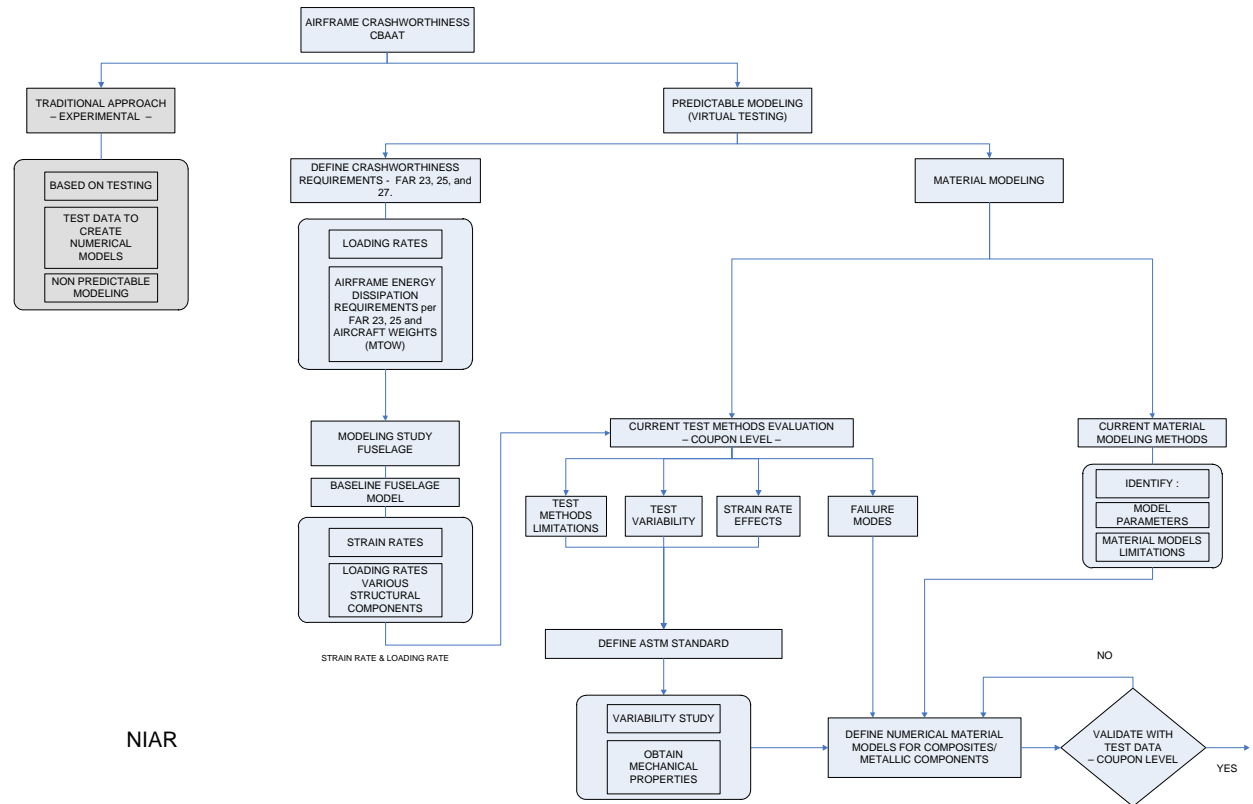 AIRFRAME CRASHWORTHINESS
CBAAT
TRADITIONAL APPROACH
– EXPERIMENTAL –
PREDICTABLE MODELING
(VIRTUAL TESTING)
BASED ON TESTING
TEST DATA TO
CREATE
NUMERICAL
MODELS
NON PREDICTABLE
MODELING
DEFINE CRASHWORTHINESS
REQUIREMENTS - FAR 23, 25, and
27.
MATERIAL MODELING
LOADING RATES
AIRFRAME ENERGY
DISSIPATION
REQUIREMENTS per
FAR 23, 25 and
AIRCRAFT WEIGHTS
(MTOW)
MODELING STUDY
FUSELAGE
BASELINE FUSELAGE
MODEL
STRAIN RATES
LOADING RATES
VARIOUS
STRUCTURAL
COMPONENTS
STRAIN RATE & LOADING RATE
CURRENT TEST METHODS EVALUATION
– COUPON LEVEL –
TEST
METHODS
LIMITATIONS
TEST
VARIABILITY
STRAIN RATE
EFFECTS
FAILURE
MODES
CURRENT MATERIAL
MODELING METHODS
IDENTIFY :
MODEL
PARAMETERS
MATERIAL MODELS
LIMITATIONS
DEFINE ASTM STANDARD
VARIABILITY STUDY
OBTAIN
MECHANICAL
PROPERTIES
DEFINE NUMERICAL MATERIAL
MODELS FOR COMPOSITES/
METALLIC COMPONENTS
NO
VALIDATE WITH
TEST DATA
– COUPON LEVEL
YES
NIAR